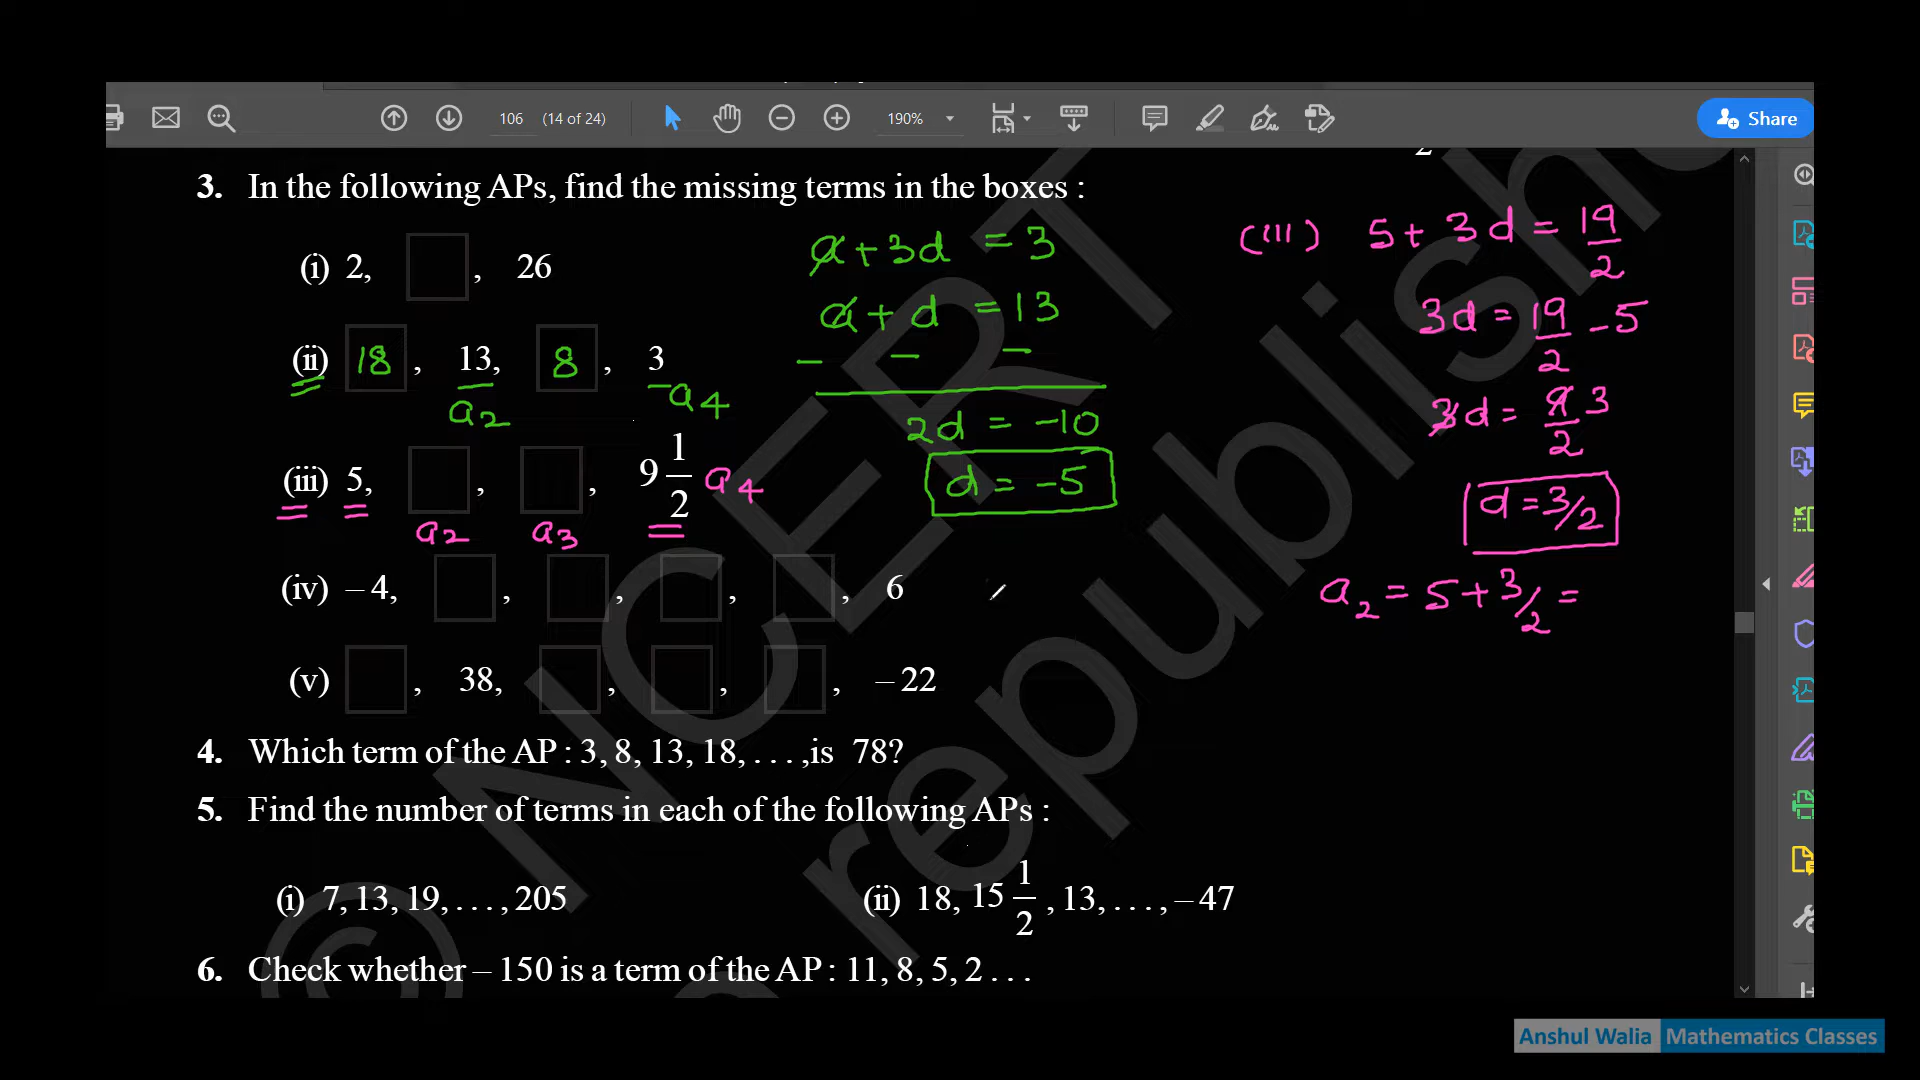 106 (14 of 24) 190% Share
3. In the following APs, find the missing terms in the boxes :
(i) 2, , 26
(ii) 18 , 13, 8 , 3
a2 a4
(iii) 5, , , 9 1/2 a4
a2 a3
(iv) – 4, , , , , 6
(v) , 38, , , , – 22
4. Which term of the AP : 3, 8, 13, 18, . . . ,is 78?
5. Find the number of terms in each of the following APs :
(i) 7, 13, 19, . . . , 205 (ii) 18, 15 1/2 , 13, . . . , – 47
6. Check whether – 150 is a term of the AP : 11, 8, 5, 2 . . .
a + 3d = 3
a + d = 13
– – –
2d = -10
d = -5
(iii) 5 + 3d = 19/2
3d = 19/2 - 5
3d = 9/2 3
d = 3/2
a2 = 5 + 3/2 =
© NCERT
republishe
Anshul Walia Mathematics Classes